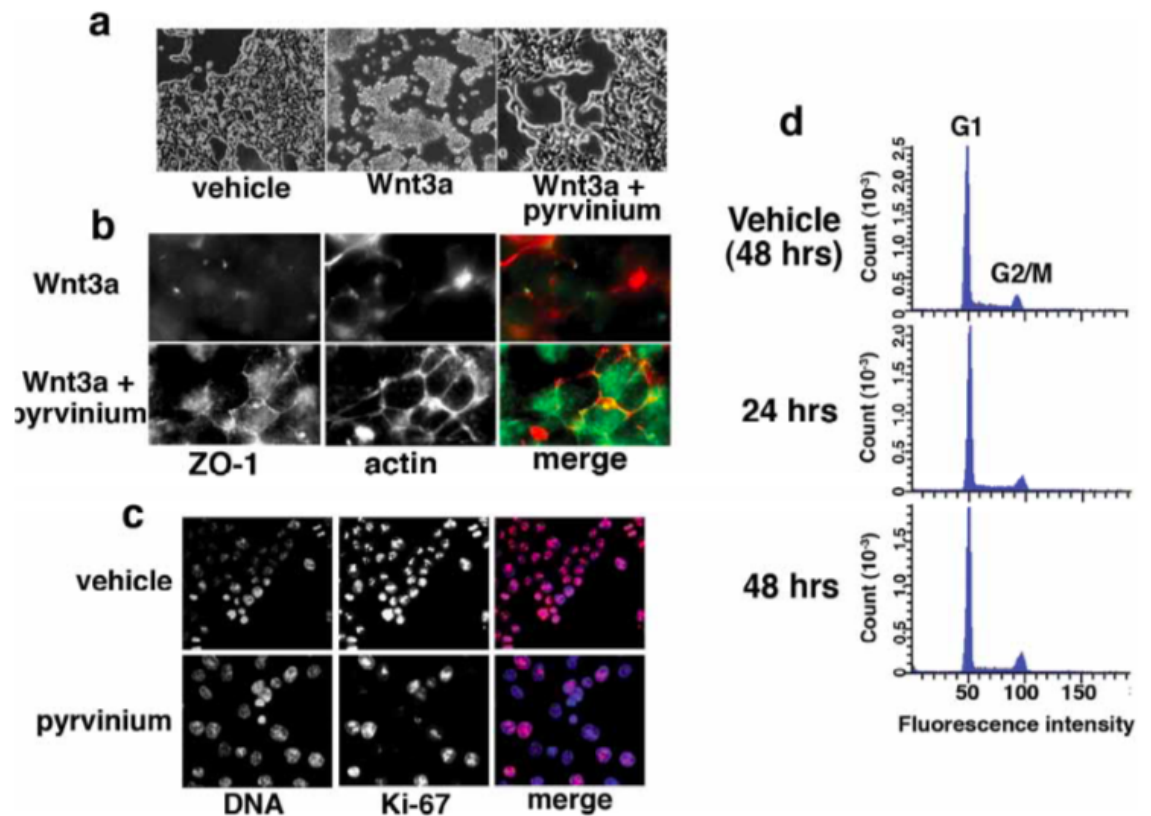 a
vehicle
Wnt3a
Wnt3a +
pyrvinium
b
Wnt3a
Wnt3a +
pyrvinium
ZO-1
actin
merge
c
vehicle
pyrvinium
DNA
Ki-67
merge
d
G1
G2/M
Vehicle
(48 hrs)
Count (10⁻³)
0 0.5 1.0 1.5 2.0 2.5
24 hrs
Count (10⁻³)
0 0.5 1.0 1.5 2.0
48 hrs
Count (10⁻³)
0 0.5 1.0 1.5
50 100 150
Fluorescence intensity